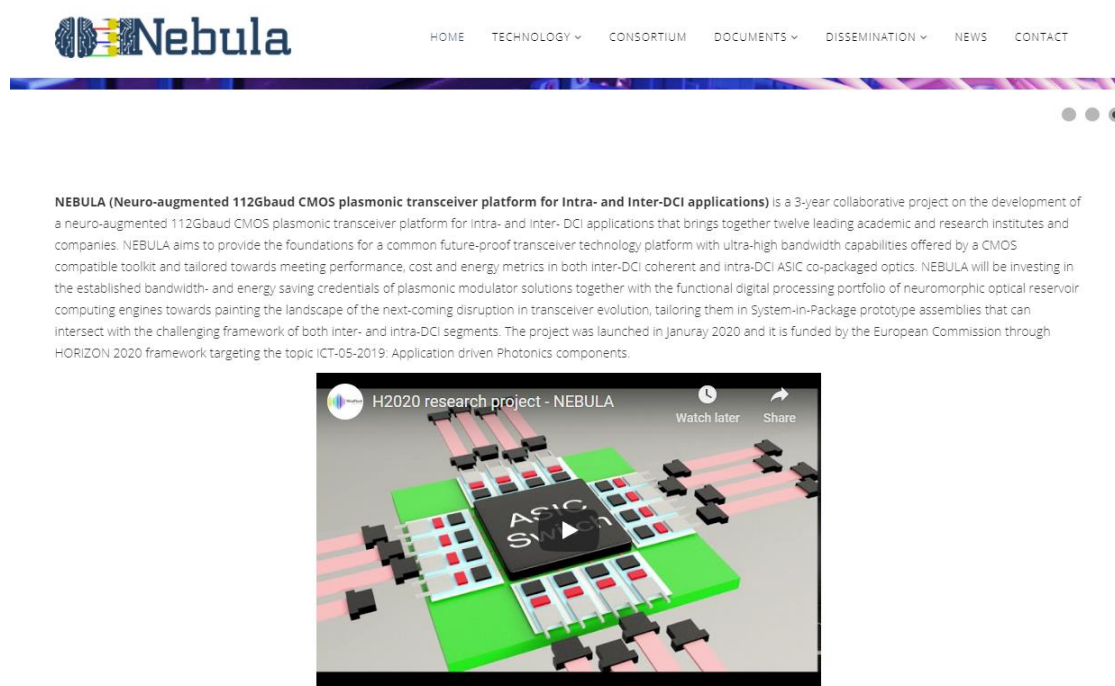 Nebula
HOME TECHNOLOGY CONSORTIUM DOCUMENTS DISSEMINATION NEWS CONTACT
NEBULA (Neuro-augmented 112Gbaud CMOS plasmonic transceiver platform for Intra- and Inter-DCI applications) is a 3-year collaborative project on the development of
a neuro-augmented 112Gbaud CMOS plasmonic transceiver platform for intra- and Inter- DCI applications that brings together twelve leading academic and research institutes and
companies. NEBULA aims to provide the foundations for a common future-proof transceiver technology platform with ultra-high bandwidth capabilities offered by a CMOS
compatible toolkit and tailored towards meeting performance, cost and energy metrics in both inter-DCI coherent and intra-DCI ASIC co-packaged optics. NEBULA will be investing in
the established bandwidth- and energy saving credentials of plasmonic modulator solutions together with the functional digital processing portfolio of neuromorphic optical reservoir
computing engines towards painting the landscape of the next-coming disruption in transceiver evolution, tailoring them in System-in-Package prototype assemblies that can
intersect with the challenging framework of both inter- and intra-DCI segments. The project was launched in Januray 2020 and it is funded by the European Commission through
HORIZON 2020 framework targeting the topic ICT-05-2019: Application driven Photonics components.
H2020 research project - NEBULA
Watch later Share
ASIC
Switch